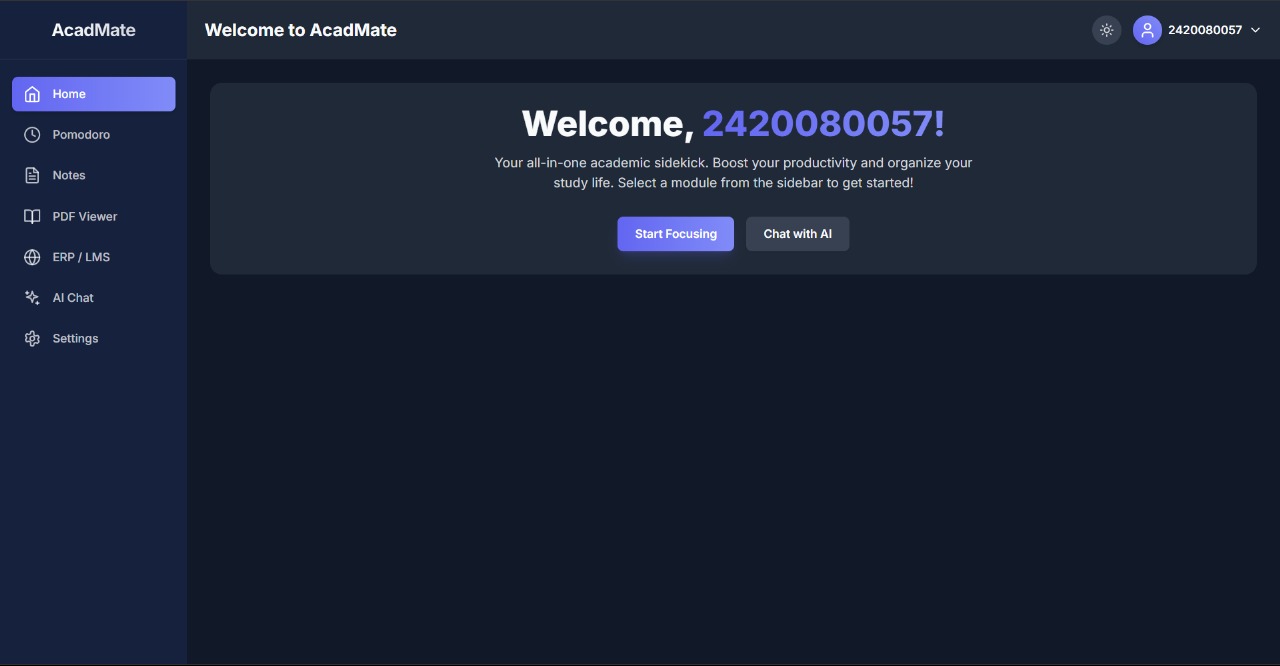 AcadMate
Welcome to AcadMate
2420080057
Home
Pomodoro
Notes
PDF Viewer
ERP / LMS
AI Chat
Settings
Welcome, 2420080057!
Your all-in-one academic sidekick. Boost your productivity and organize your
study life. Select a module from the sidebar to get started!
Start Focusing
Chat with AI